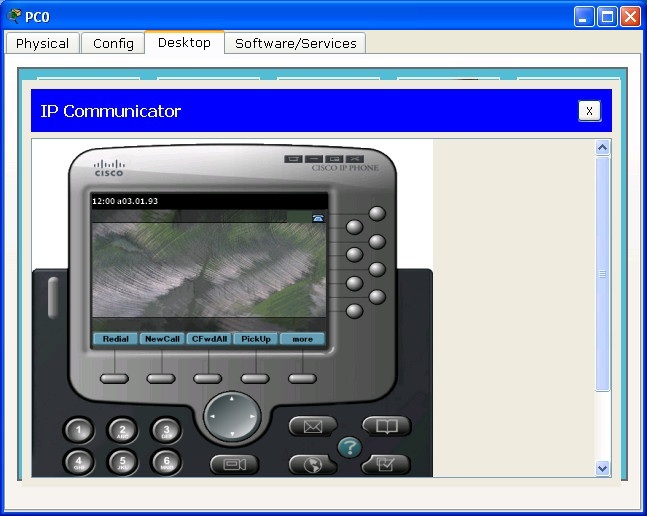 PC0
Physical Config Desktop Software/Services
IP Communicator
X
CISCO
CISCO IP PHONE
12:00 a03.01.93
Redial NewCall CFwdAll PickUp more
1 2 ABC 3 DEF
4 GHI 5 JKL 6 MNO
?